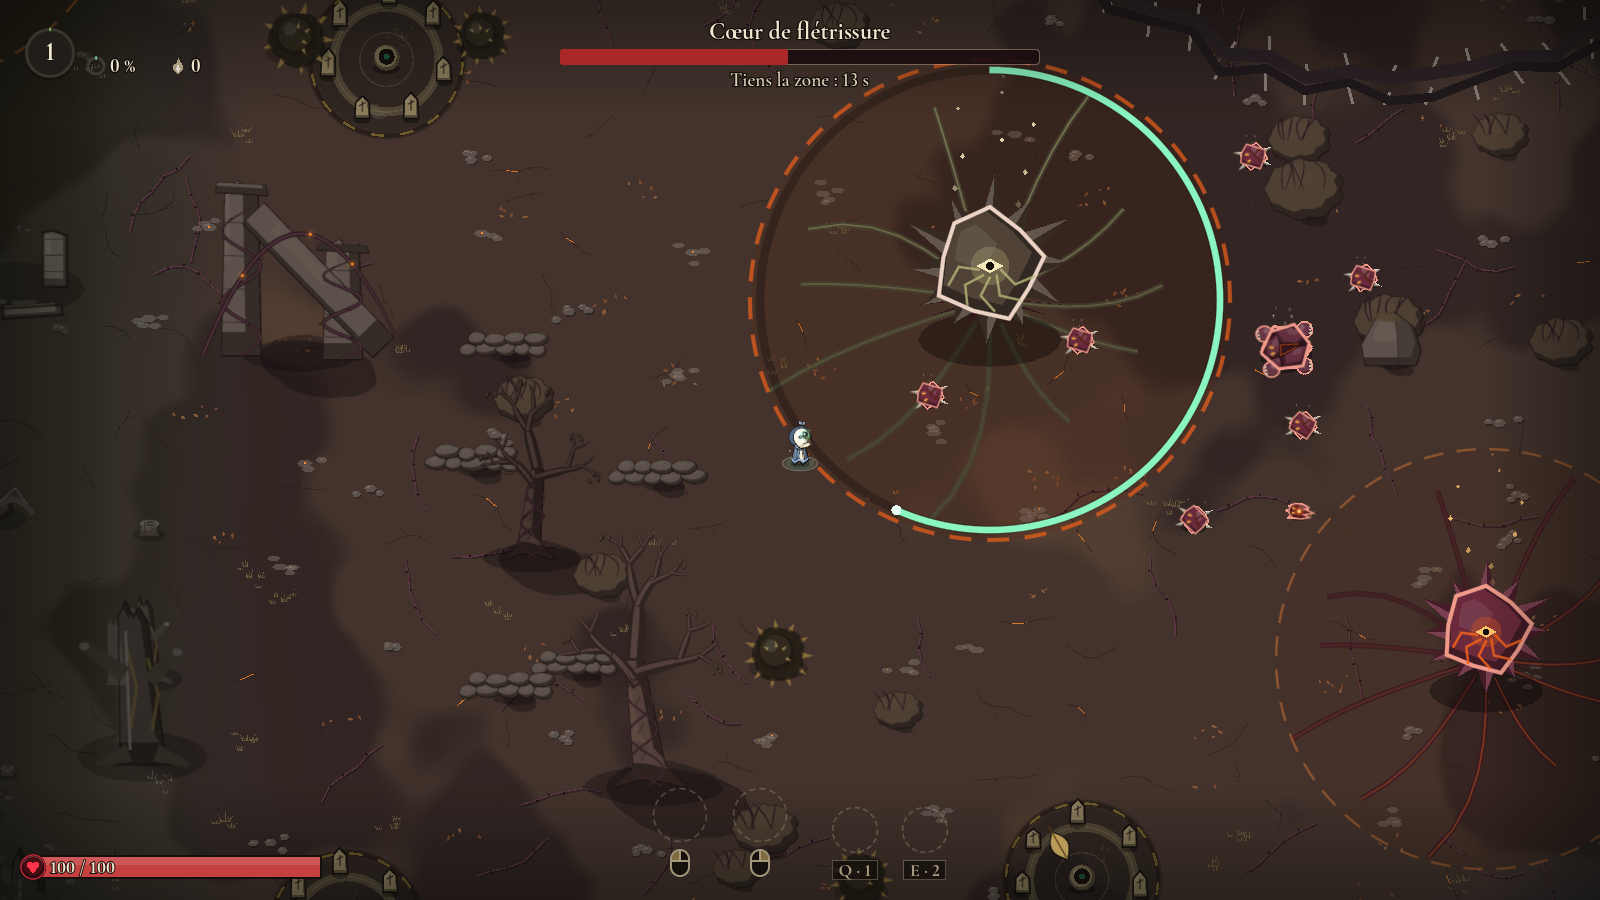 Cœur de flétrissure
1
0 %
0
Tiens la zone : 13 s
100 / 100
Q · 1
E · 2